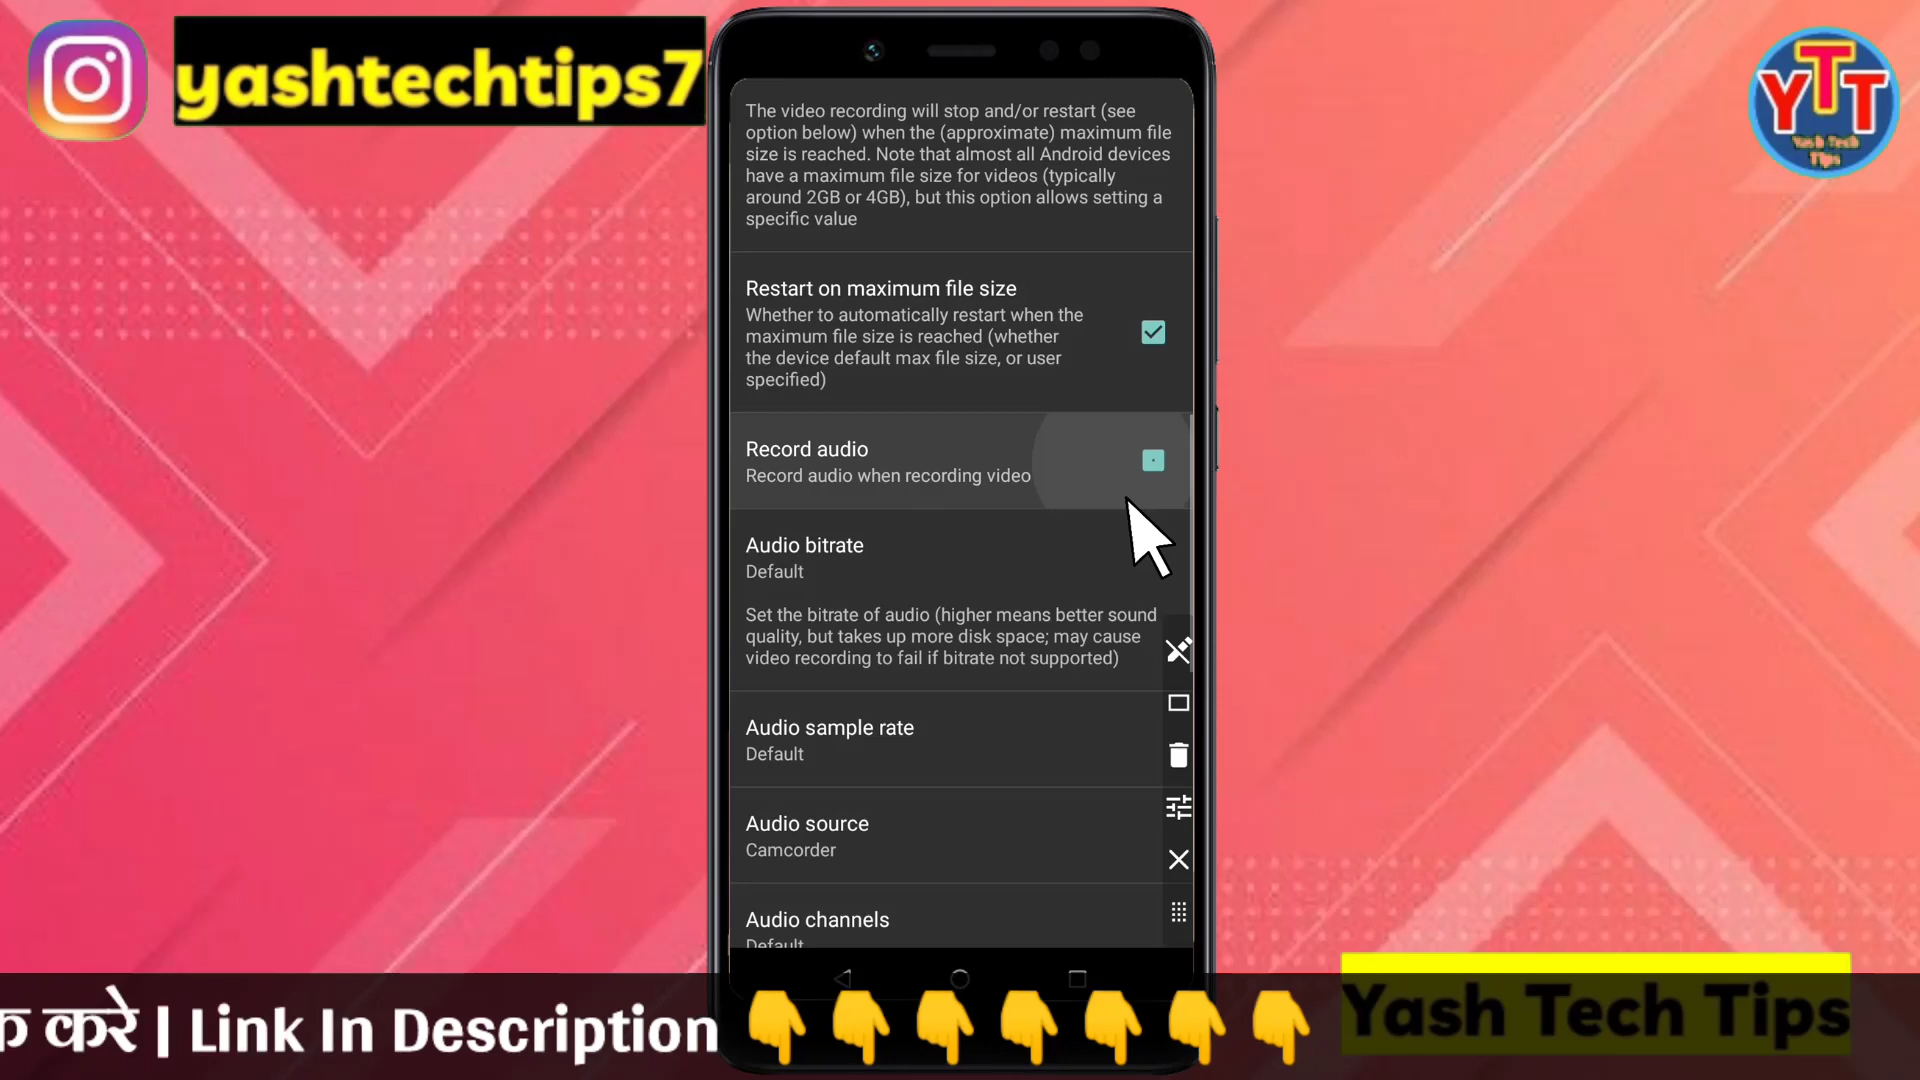 yashtechtips7
YTT
Yash Tech
Tips
The video recording will stop and/or restart (see
option below) when the (approximate) maximum file
size is reached. Note that almost all Android devices
have a maximum file size for videos (typically
around 2GB or 4GB), but this option allows setting a
specific value
Restart on maximum file size
Whether to automatically restart when the
maximum file size is reached (whether
the device default max file size, or user
specified)
Record audio
Record audio when recording video
Audio bitrate
Default
Set the bitrate of audio (higher means better sound
quality, but takes up more disk space; may cause
video recording to fail if bitrate not supported)
Audio sample rate
Default
Audio source
Camcorder
Audio channels
Default
करे | Link In Description
Yash Tech Tips